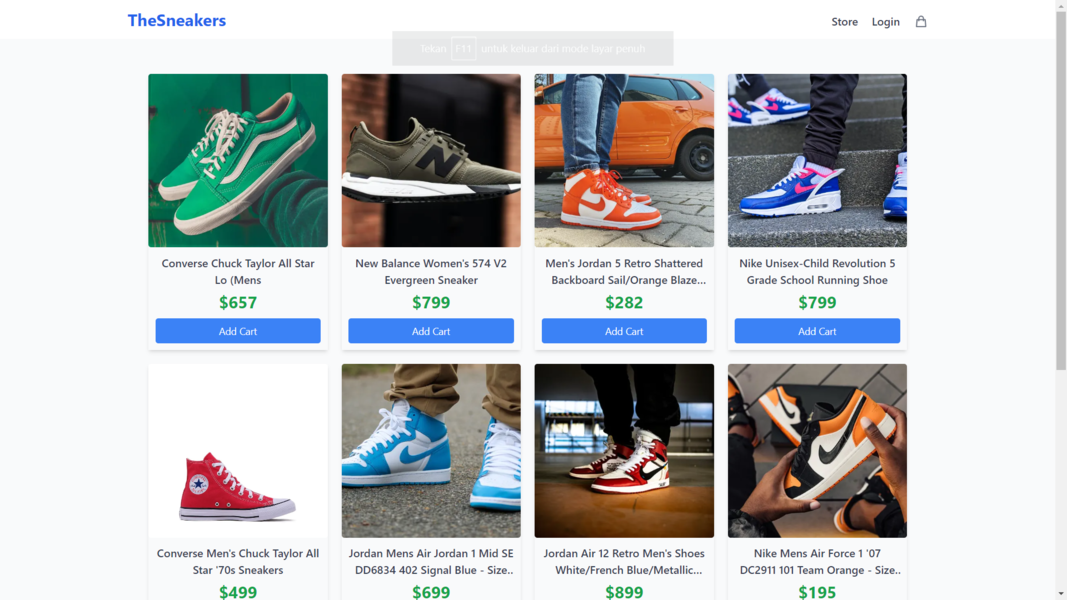 TheSneakers
Store
Login
Tekan F11 untuk keluar dari mode layar penuh
Converse Chuck Taylor All Star
Lo (Mens
$657
Add Cart
New Balance Women's 574 V2
Evergreen Sneaker
$799
Add Cart
Men's Jordan 5 Retro Shattered
Backboard Sail/Orange Blaze...
$282
Add Cart
Nike Unisex-Child Revolution 5
Grade School Running Shoe
$799
Add Cart
Converse Men's Chuck Taylor All
Star '70s Sneakers
$499
Jordan Mens Air Jordan 1 Mid SE
DD6834 402 Signal Blue - Size..
$699
Jordan Air 12 Retro Men's Shoes
White/French Blue/Metallic...
$899
Nike Mens Air Force 1 '07
DC2911 101 Team Orange - Size..
$195